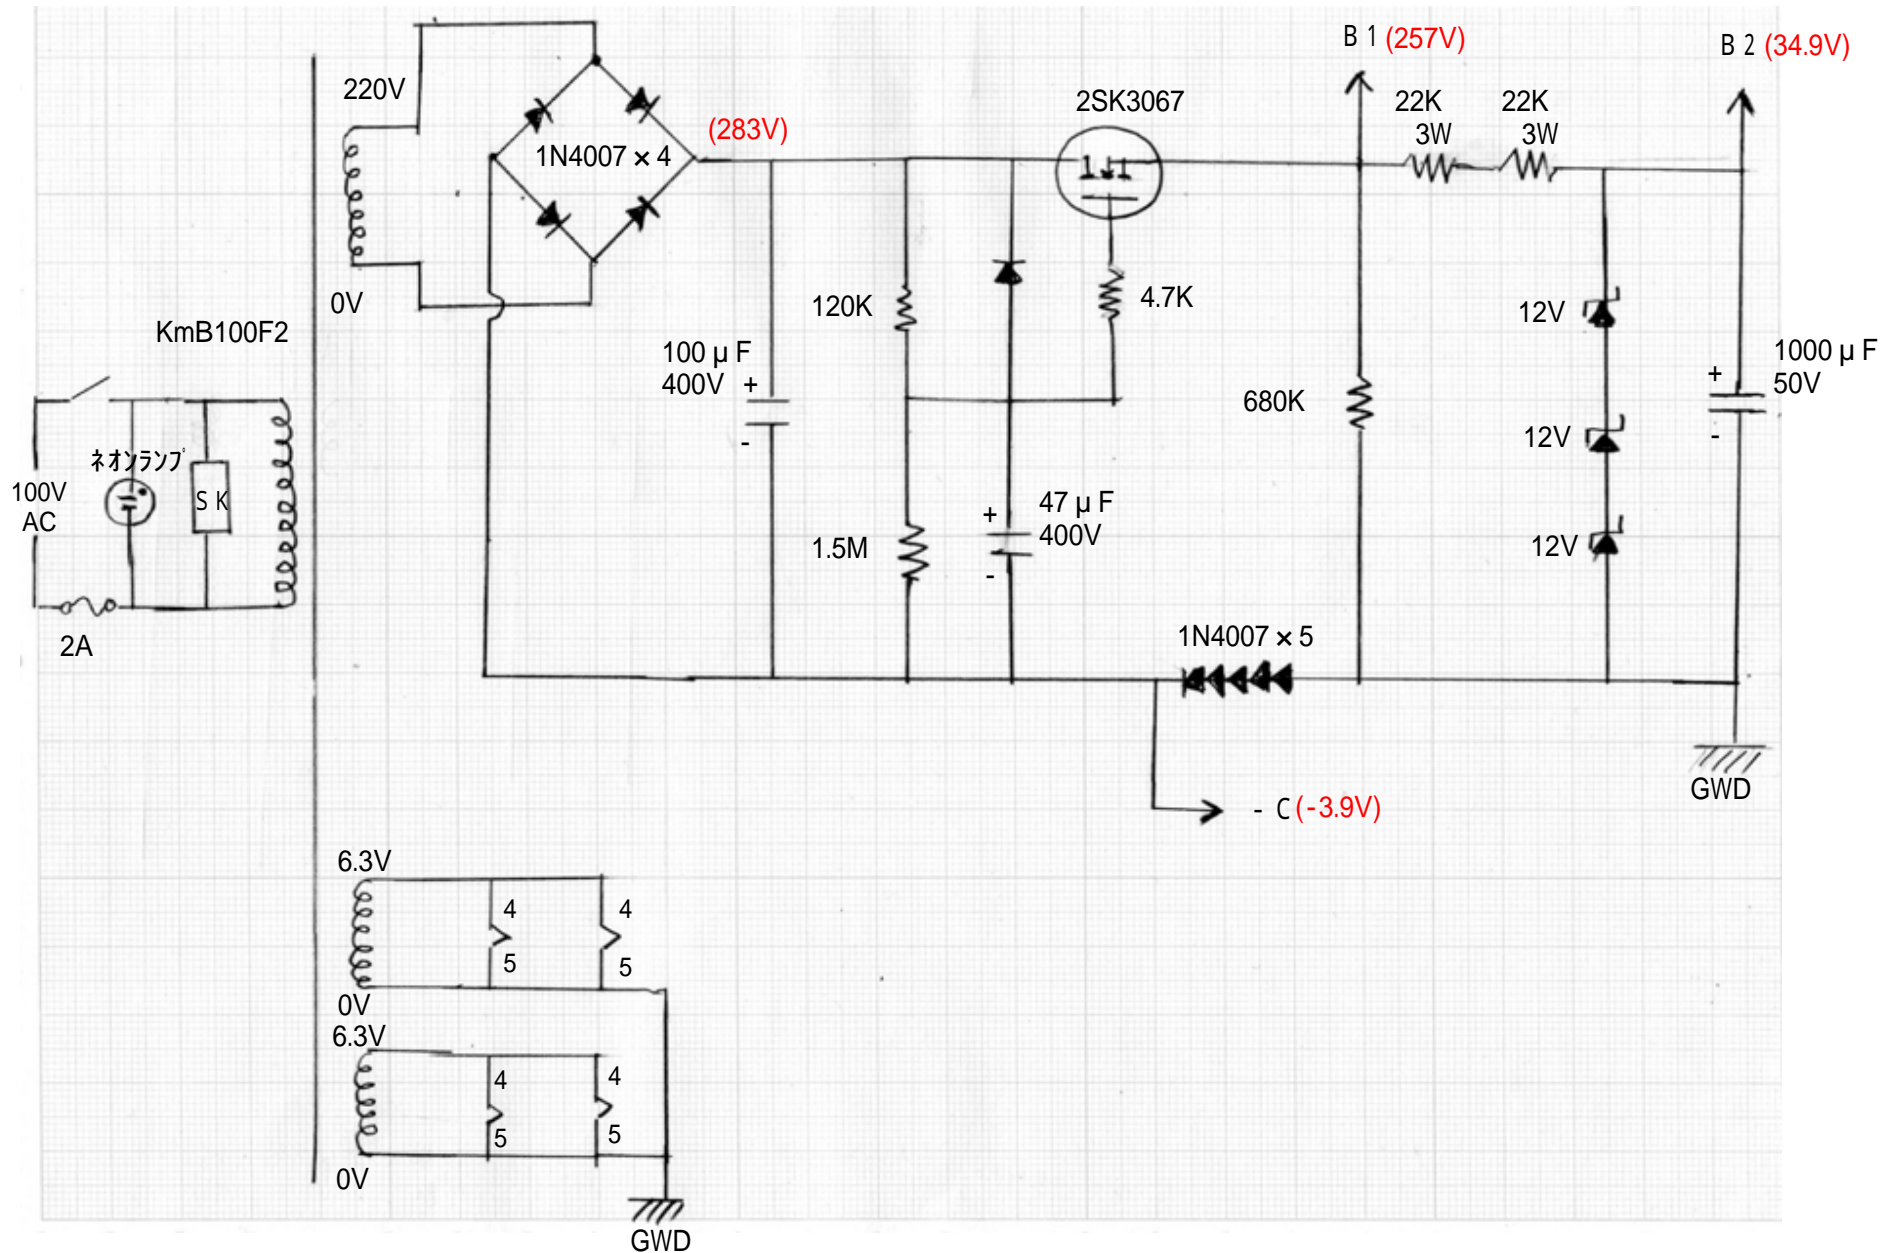 B 1 (257V)
B 2 (34.9V)
220V
2SK3067
22K
3W
22K
3W
(283V)
1N4007 × 4
0V
120K
4.7K
12V
KmB100F2
100 μ F
400V
+
-
680K
1000 μ F
50V
+
-
12V
ネオンランプ
100V
AC
S K
47 μ F
400V
+
-
1.5M
12V
2A
1N4007 × 5
GWD
- C (-3.9V)
6.3V
4
4
5
5
0V
6.3V
4
4
5
5
0V
GWD